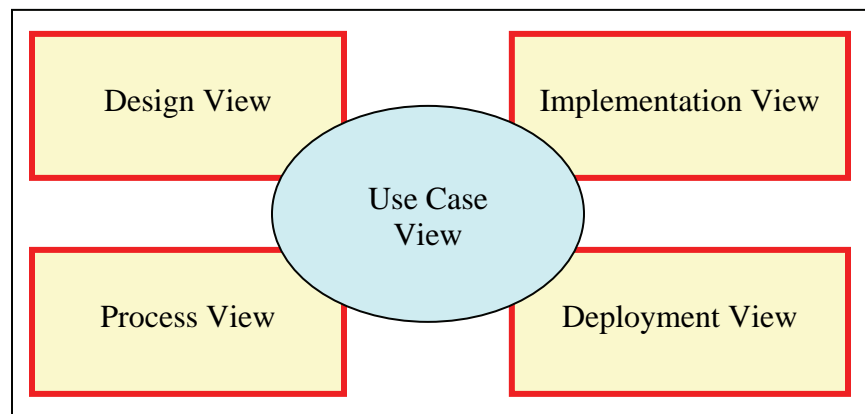 Design View
Implementation View
Use Case
View
Process View
Deployment View